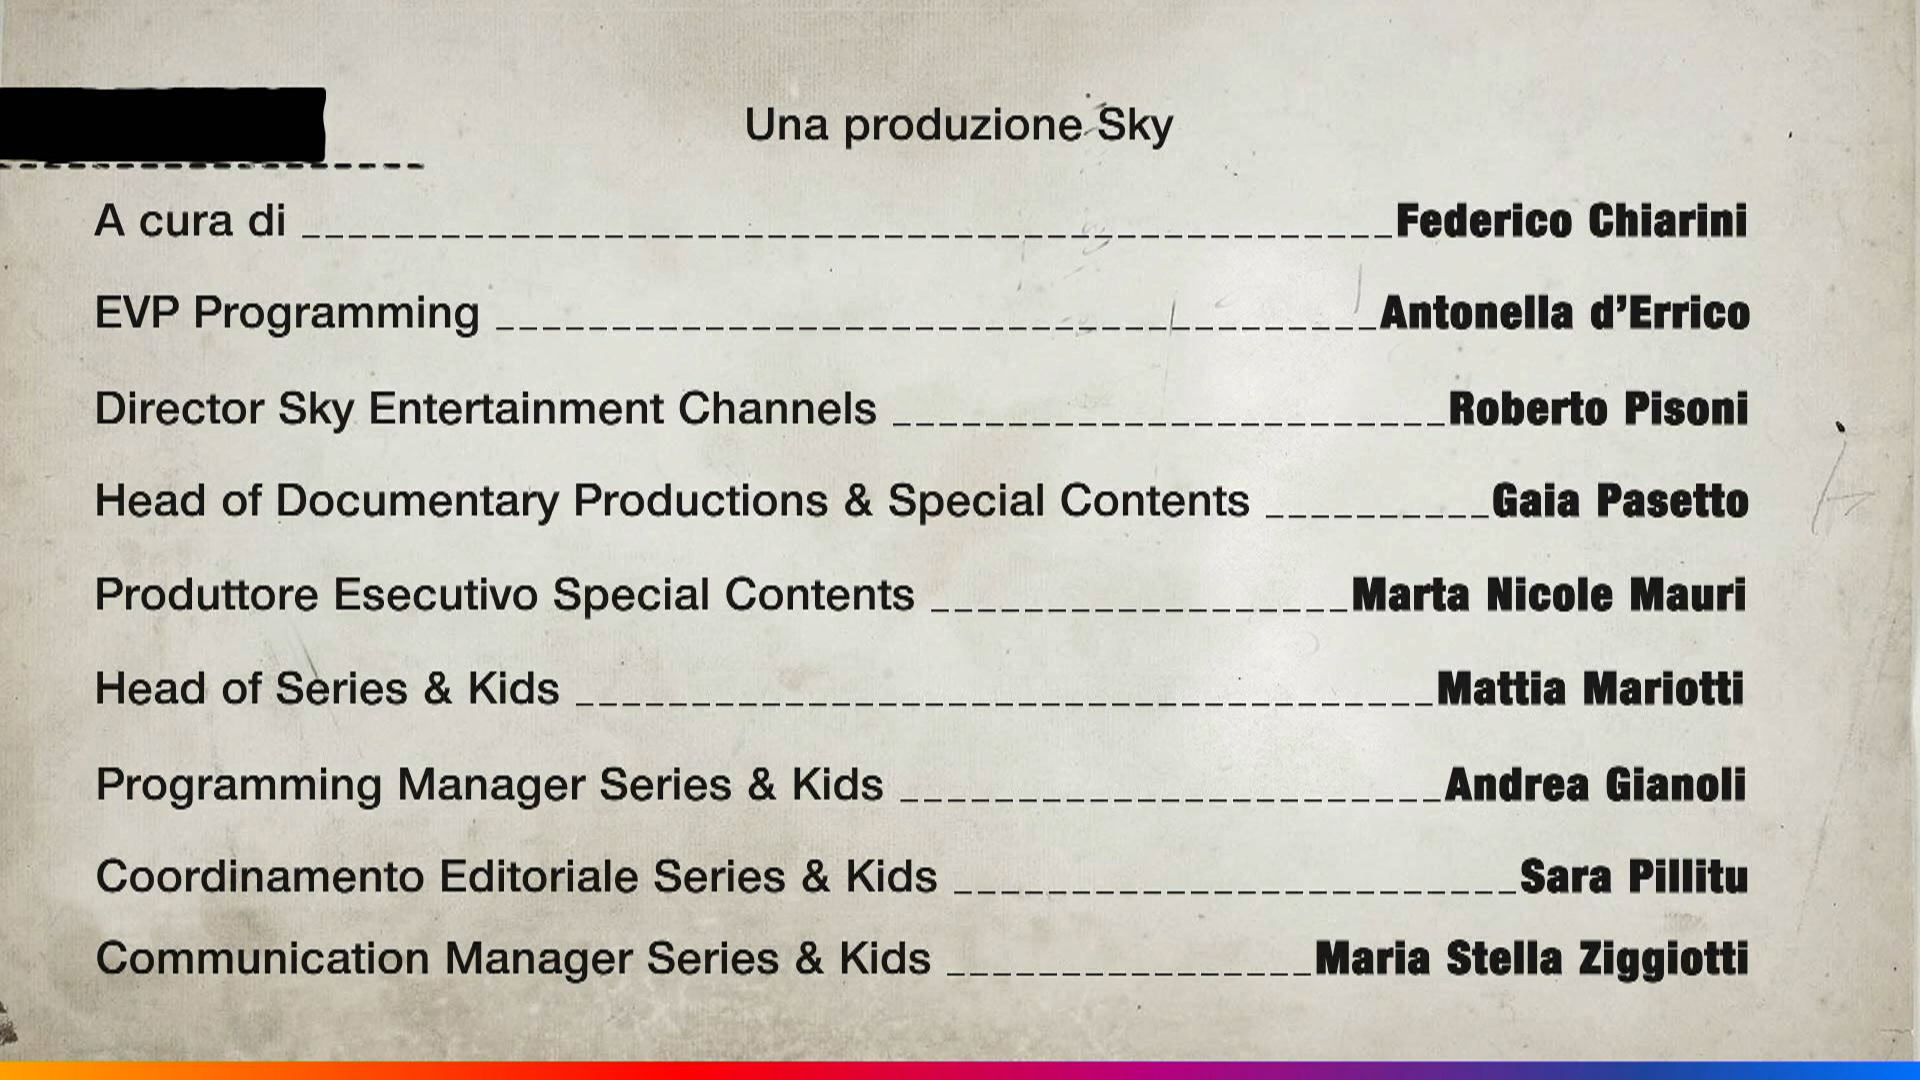 Una produzione Sky
A cura di Federico Chiarini
EVP Programming Antonella d’Errico
Director Sky Entertainment Channels Roberto Pisoni
Head of Documentary Productions & Special Contents Gaia Pasetto
Produttore Esecutivo Special Contents Marta Nicole Mauri
Head of Series & Kids Mattia Mariotti
Programming Manager Series & Kids Andrea Gianoli
Coordinamento Editoriale Series & Kids Sara Pillitu
Communication Manager Series & Kids Maria Stella Ziggiotti